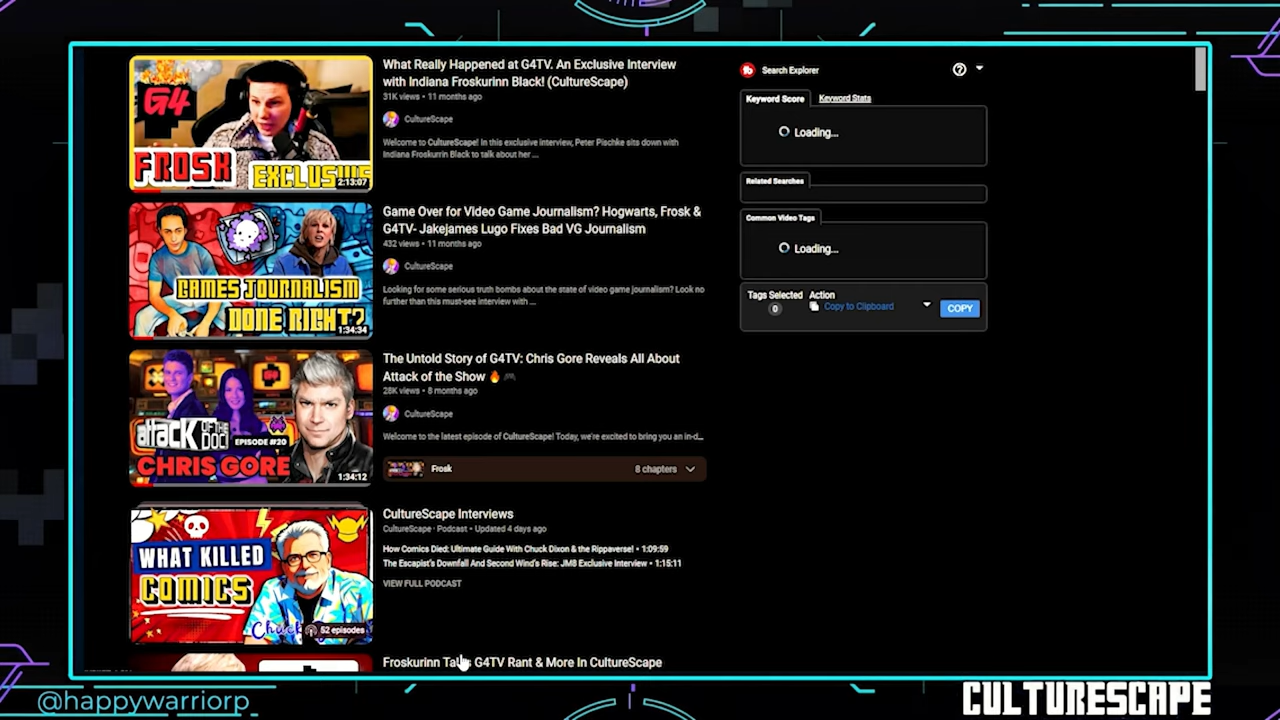 G4
FROSK
EXCLUSIVE
2:13:07
What Really Happened at G4TV. An Exclusive Interview
with Indiana Froskurinn Black! (CultureScape)
31K views • 11 months ago
CultureScape
Welcome to CultureScape! In this exclusive interview, Peter Pischke sits down with
Indiana Froskurrin Black to talk about her ...
GAMES JOURNALISM
DONE RIGHT?
1:34:34
Game Over for Video Game Journalism? Hogwarts, Frosk &
G4TV- Jakejames Lugo Fixes Bad VG Journalism
432 views • 11 months ago
CultureScape
Looking for some serious truth bombs about the state of video game journalism? Look no
further than this must-see interview with ...
G4
ATTACK
OF THE
DOC!
EPISODE #20
CHRIS GORE
1:34:12
The Untold Story of G4TV: Chris Gore Reveals All About
Attack of the Show 🔥 🎮
28K views • 8 months ago
CultureScape
Welcome to the latest episode of CultureScape! Today, we're excited to bring you an in-d...
Frosk
8 chapters
WHAT KILLED
COMICS
Chuck
52 episodes
CultureScape Interviews
CultureScape · Podcast • Updated 4 days ago
How Comics Died: Ultimate Guide With Chuck Dixon & the Rippaverse! • 1:09:59
The Escapist's Downfall And Second Wind's Rise: JM8 Exclusive Interview • 1:15:11
VIEW FULL PODCAST
Froskurinn Talks G4TV Rant & More In CultureScape
Search Explorer
Keyword Score
Keyword Stats
Loading...
Related Searches
Common Video Tags
Loading...
Tags Selected
0
Action
Copy to Clipboard
COPY
@happywarriorp
CULTURESCAPE